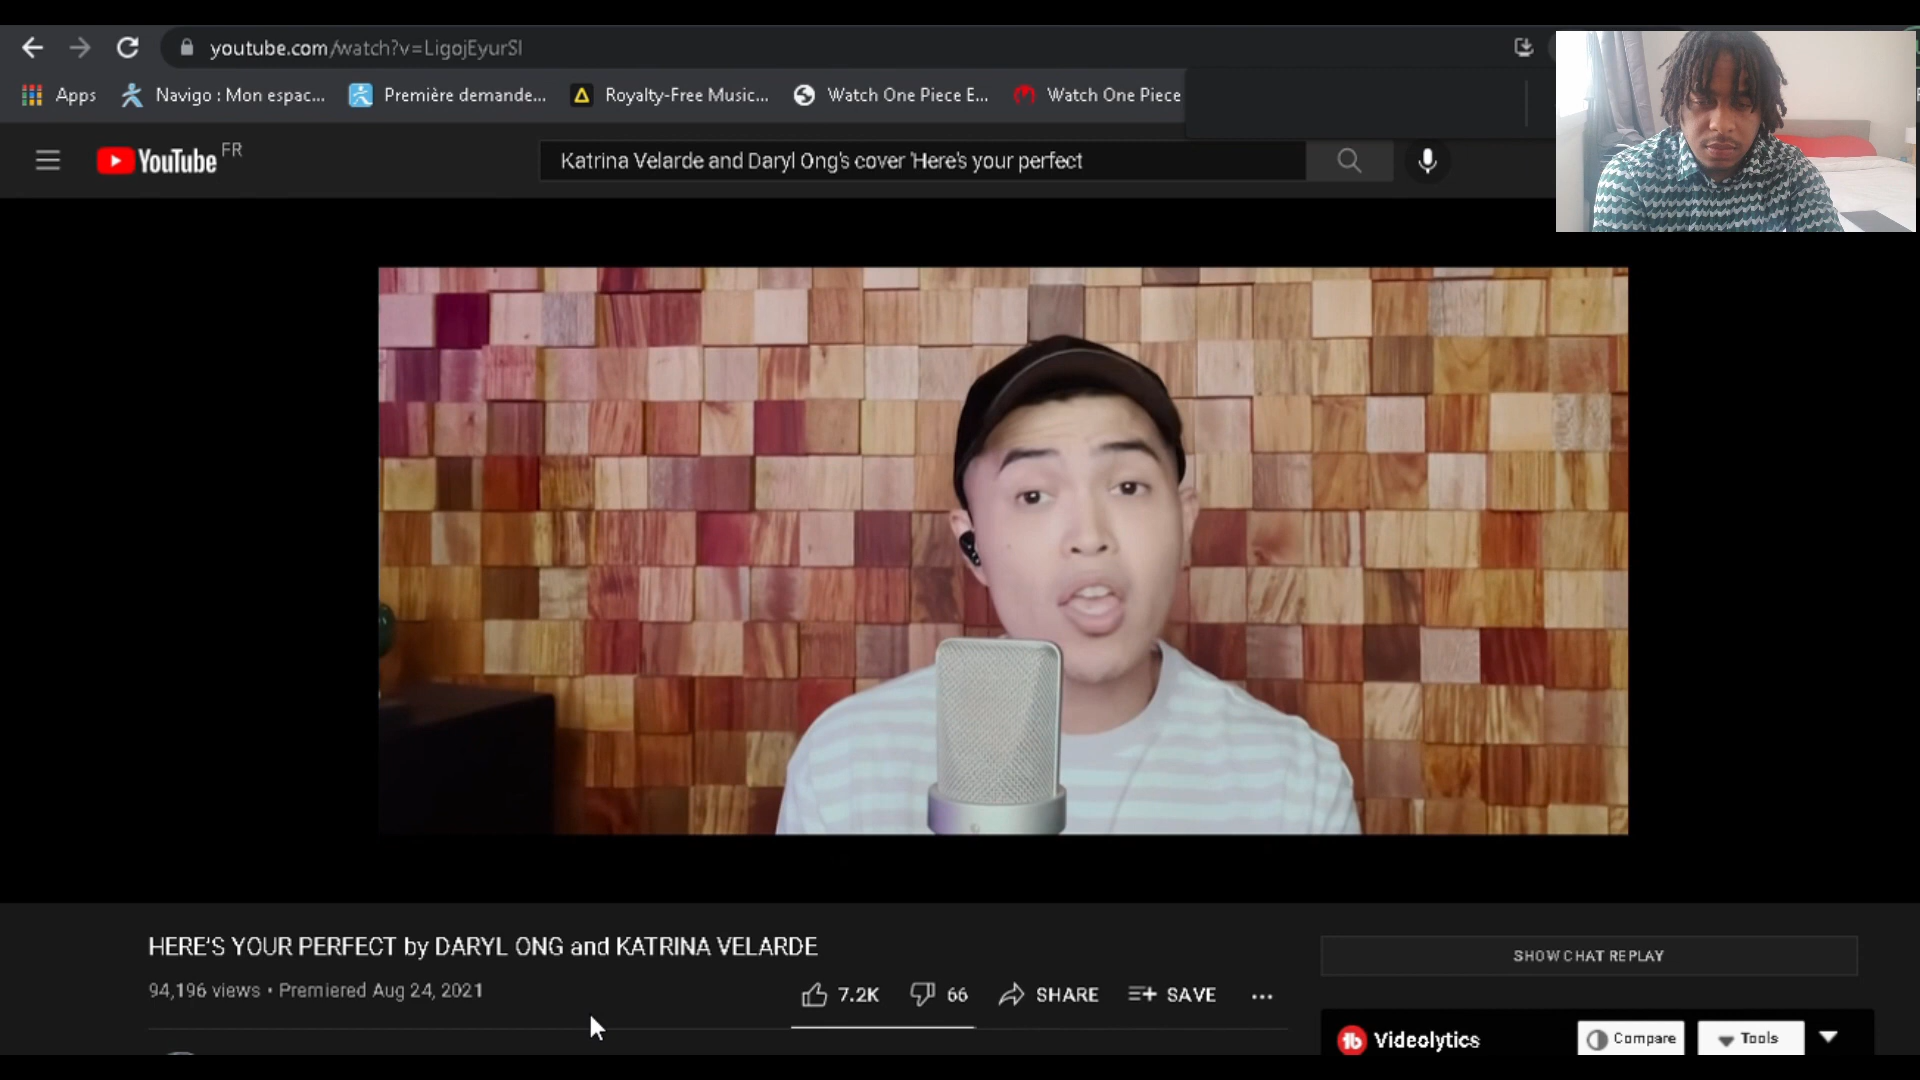 youtube.com/watch?v=LigojEyurSI
Apps
Navigo : Mon espac...
Première demande...
Royalty-Free Music...
Watch One Piece E...
Watch One Piece
YouTube FR
Katrina Velarde and Daryl Ong's cover 'Here's your perfect
HERE'S YOUR PERFECT by DARYL ONG and KATRINA VELARDE
94,196 views • Premiered Aug 24, 2021
7.2K
66
SHARE
SAVE
SHOW CHAT REPLAY
Videolytics
Compare
Tools